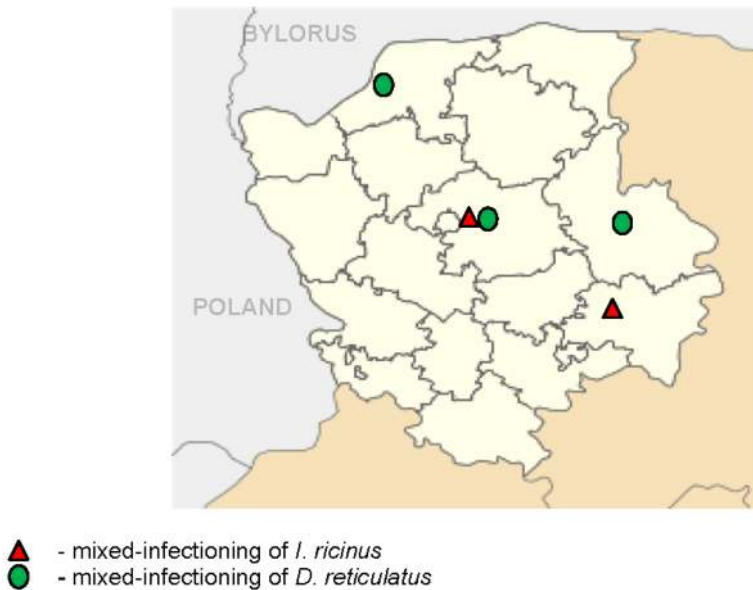 BYLORUS
POLAND
- mixed-infectioning of I. ricinus
- mixed-infectioning of D. reticulatus